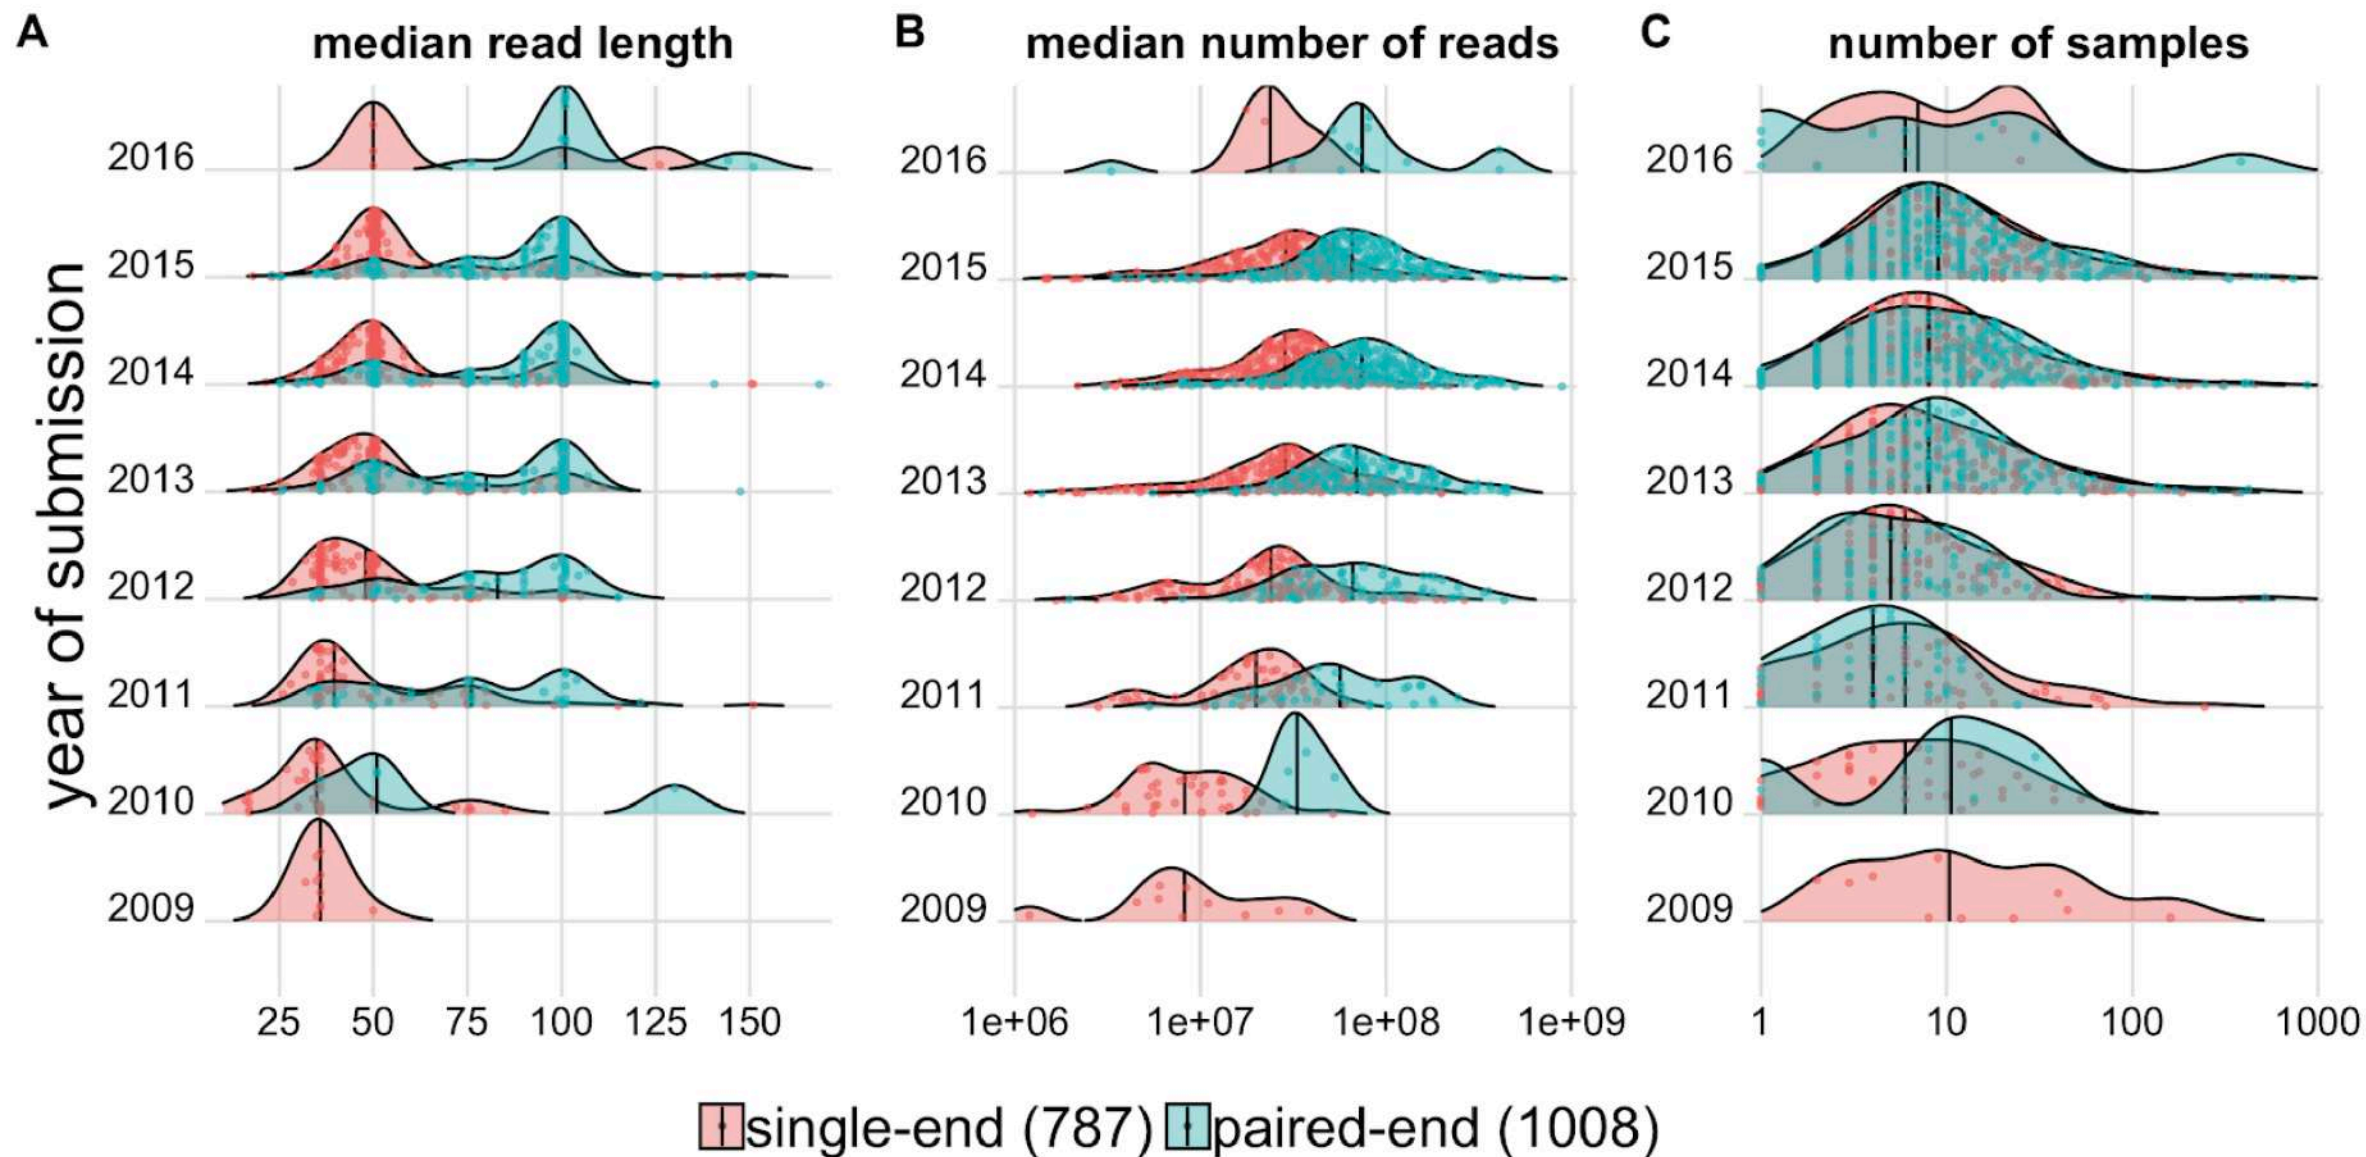 A median read length B median number of reads C number of samples
year of submission
2016 2016 2016
2015 2015 2015
2014 2014 2014
2013 2013 2013
2012 2012 2012
2011 2011 2011
2010 2010 2010
2009 2009 2009
25 50 75 100 125 150 1e+06 1e+07 1e+08 1e+09 1 10 100 1000
single-end (787) paired-end (1008)